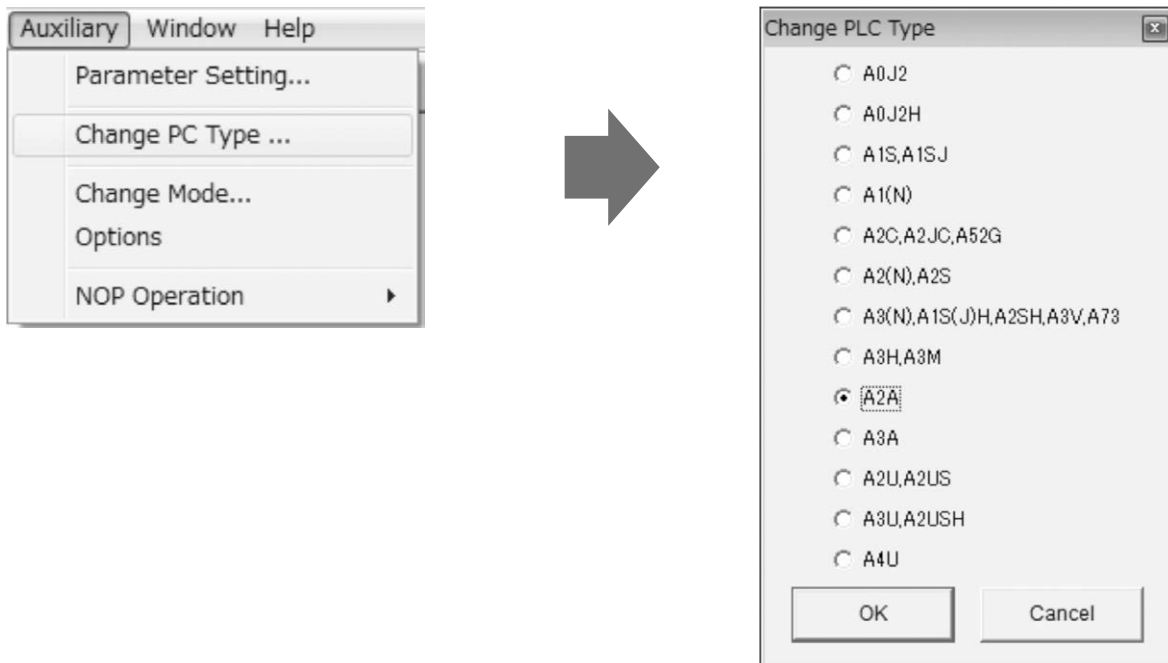 Auxiliary Window Help
Parameter Setting...
Change PC Type ...
Change Mode...
Options
NOP Operation
Change PLC Type
A0J2
A0J2H
A1S,A1SJ
A1(N)
A2C,A2JC,A52G
A2(N),A2S
A3(N),A1S(J)H,A2SH,A3V,A73
A3H,A3M
A2A
A3A
A2U,A2US
A3U,A2USH
A4U
OK Cancel